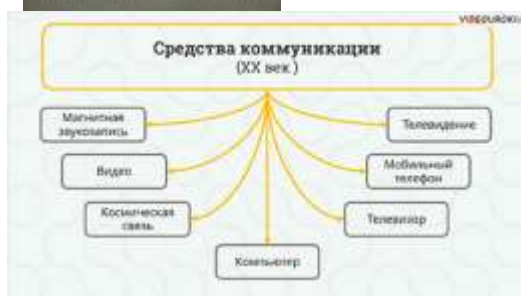 VIDEOUROKI
Средства коммуникации
(XX век)
Магнитная
звукозапись
Телевидение
Видео
Мобильный
телефон
Космическая
связь
Телевизор
Компьютер